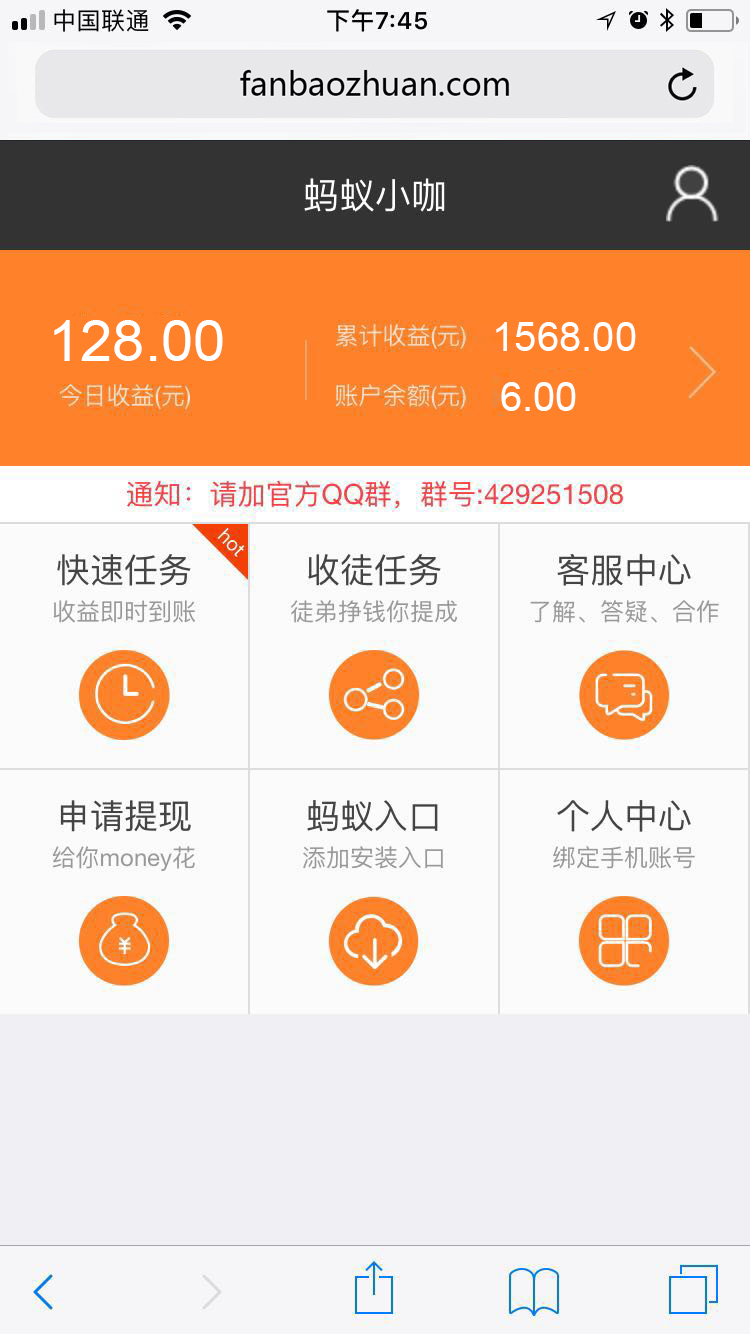 中国联通 下午7:45
fanbaozhuan.com
蚂蚁小咖
128.00
今日收益(元)
累计收益(元) 1568.00
账户余额(元) 6.00
通知：请加官方QQ群，群号:429251508
快速任务
收益即时到账
hot
收徒任务
徒弟挣钱你提成
客服中心
了解、答疑、合作
申请提现
给你money花
¥
蚂蚁入口
添加安装入口
个人中心
绑定手机账号